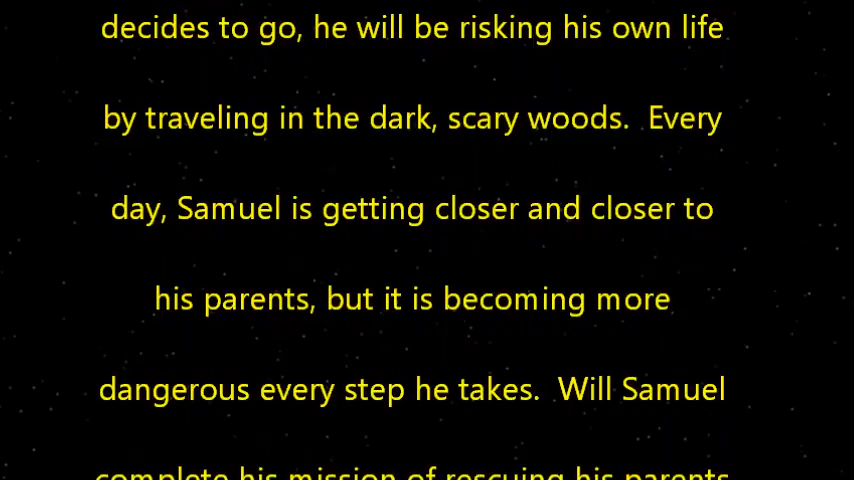 decides to go, he will be risking his own life
by traveling in the dark, scary woods.  Every
day, Samuel is getting closer and closer to
his parents, but it is becoming more
dangerous every step he takes.  Will Samuel
complete his mission of rescuing his parents